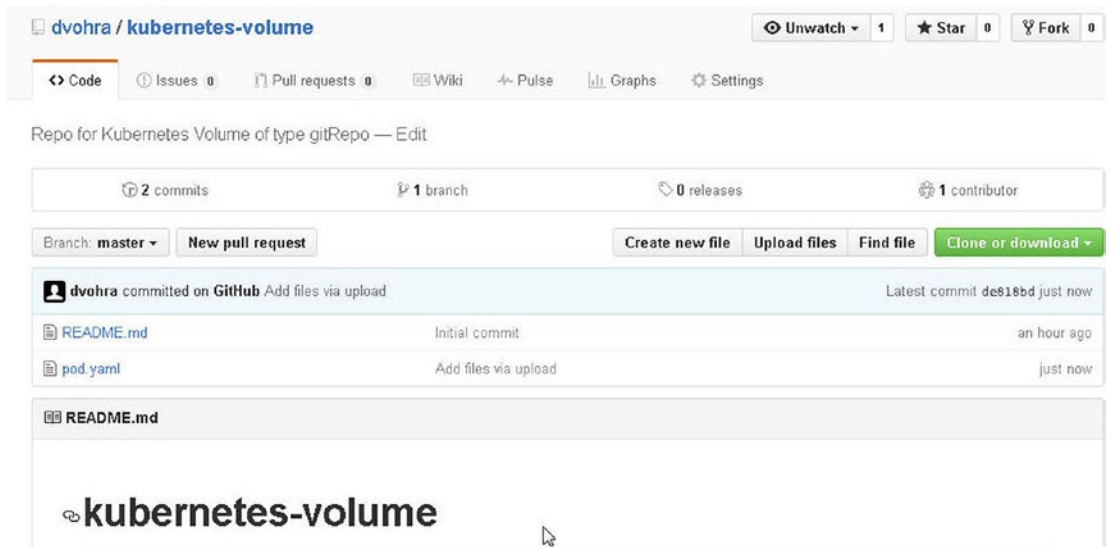 dvohra / kubernetes-volume Unwatch 1 Star 0 Fork 0
Code Issues 0 Pull requests 0 Wiki Pulse Graphs Settings
Repo for Kubernetes Volume of type gitRepo — Edit
2 commits 1 branch 0 releases 1 contributor
Branch: master New pull request Create new file Upload files Find file Clone or download
dvohra committed on GitHub Add files via upload Latest commit de818bd just now
README.md Initial commit an hour ago
pod.yaml Add files via upload just now
README.md
kubernetes-volume